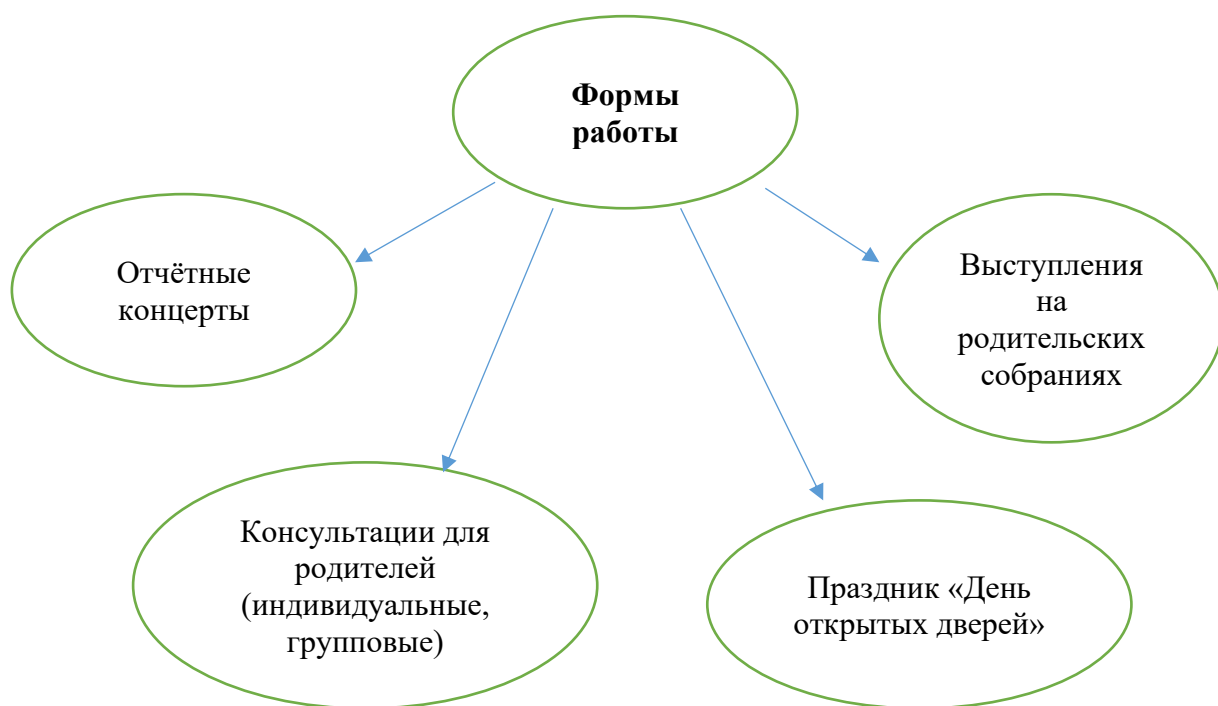 Формы
работы
Отчётные
концерты
Выступления
на
родительских
собраниях
Консультации для
родителей
(индивидуальные,
групповые)
Праздник «День
открытых дверей»